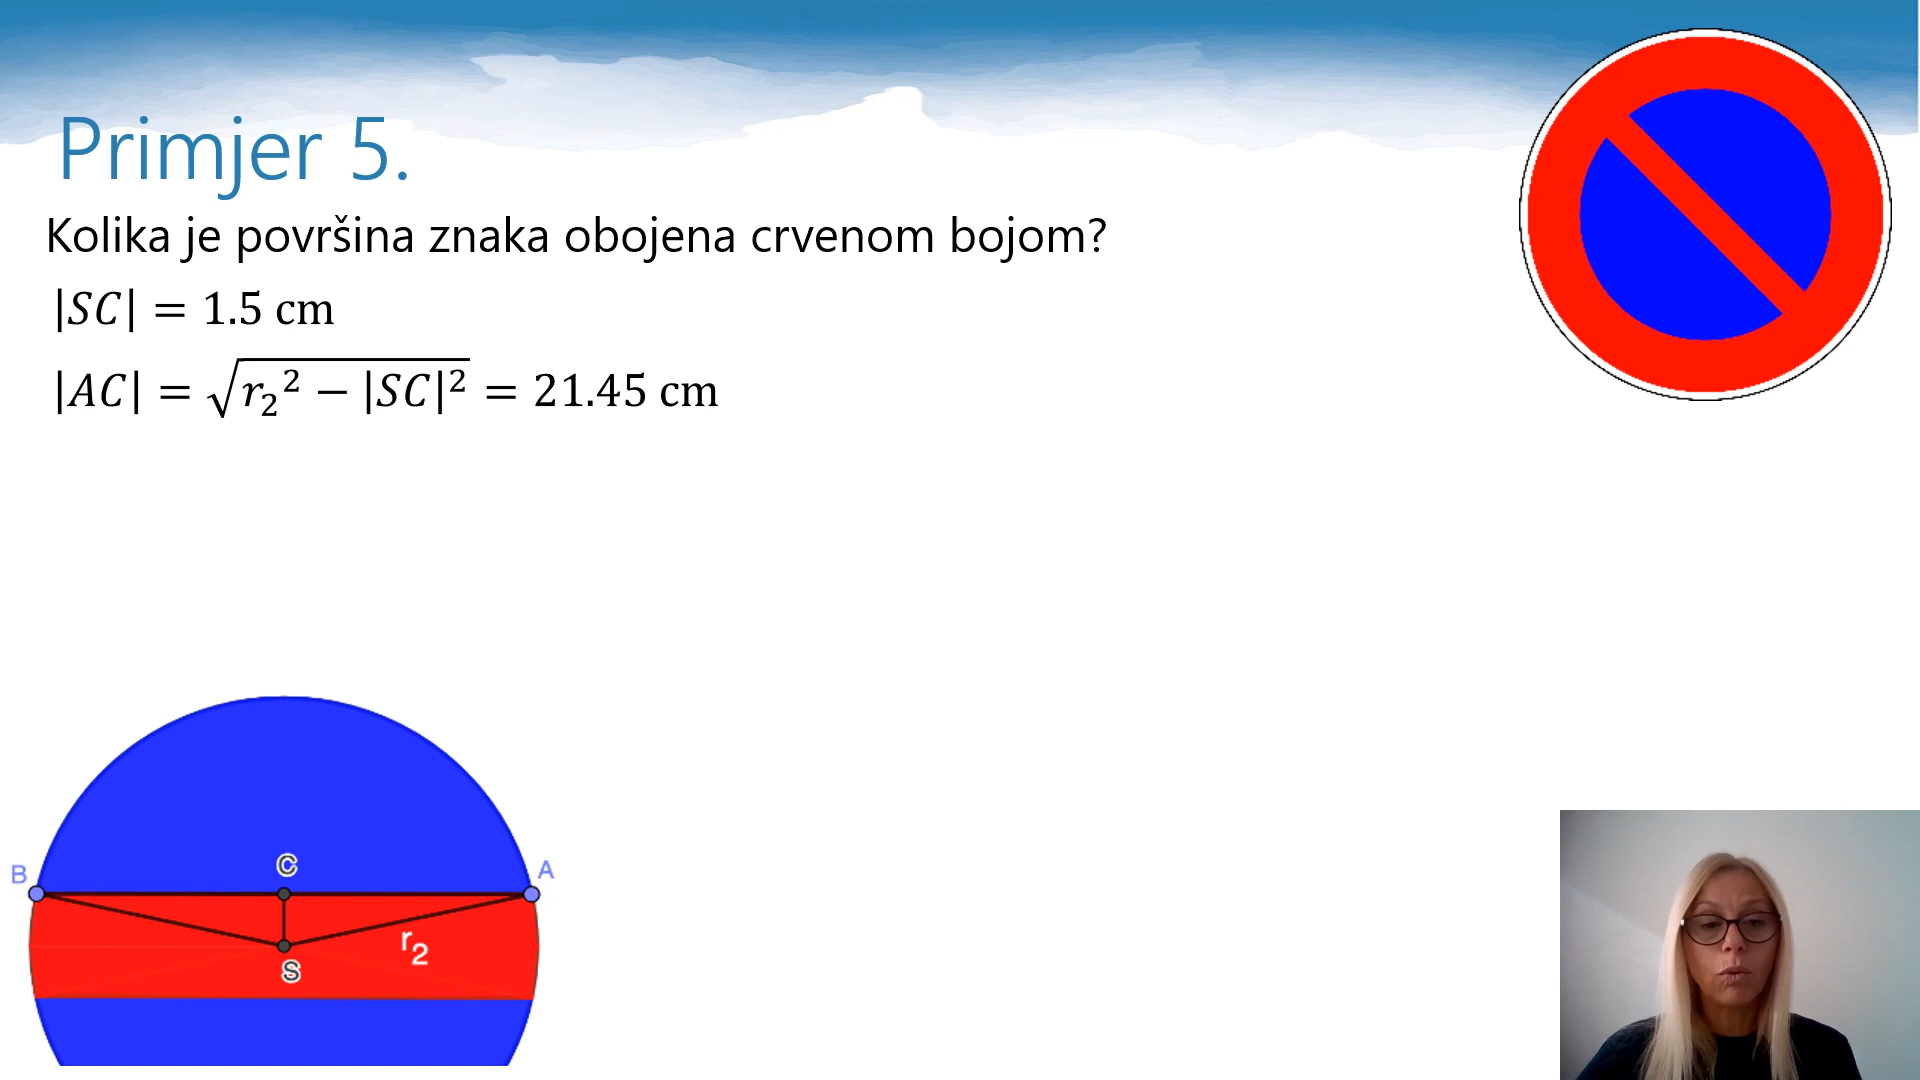 Primjer 5.
Kolika je površina znaka obojena crvenom bojom?
|SC| = 1.5 cm
|AC| = √(r₂² − |SC|²) = 21.45 cm
B
C
A
r₂
S